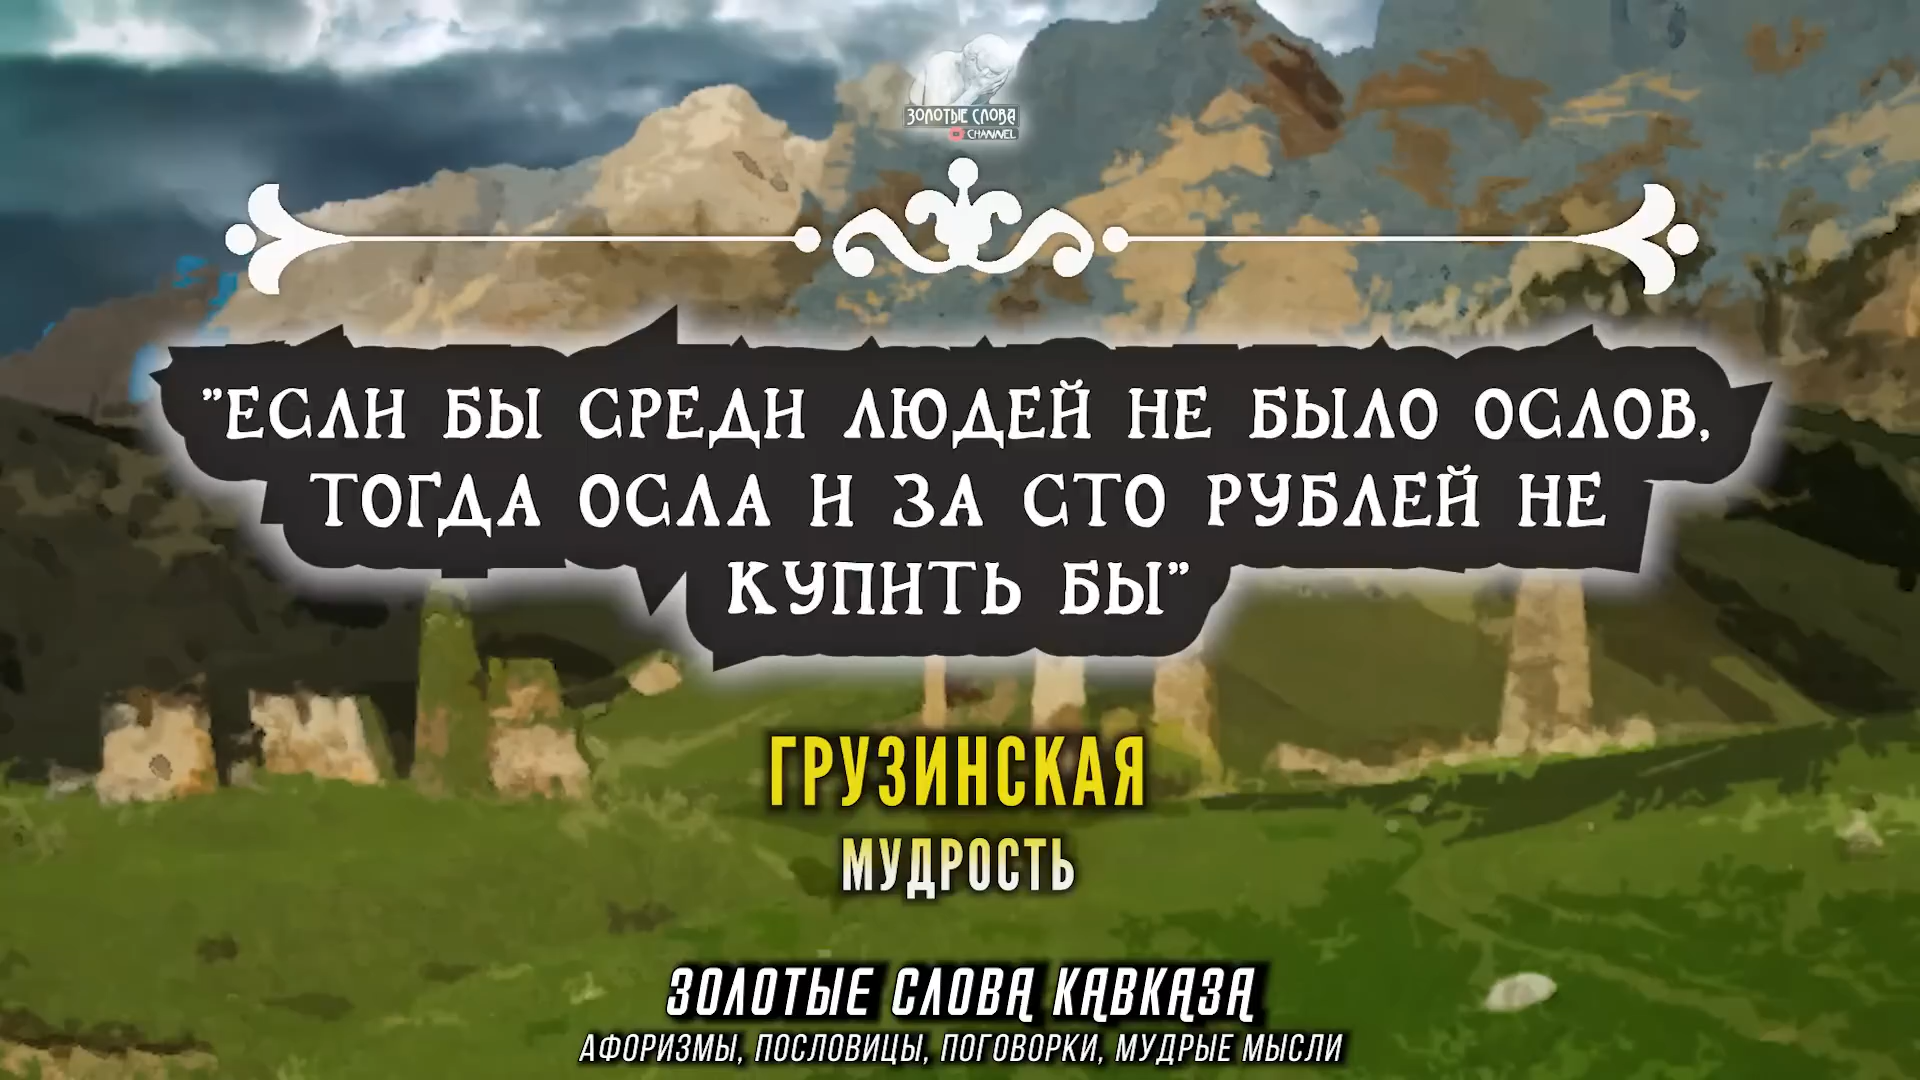 ЗОЛОТЫЕ СЛОВА
CHANNEL
"ЕСЛИ БЫ СРЕДИ ЛЮДЕЙ НЕ БЫЛО ОСЛОВ,
ТОГДА ОСЛА И ЗА СТО РУБЛЕЙ НЕ
КУПИТЬ БЫ"
ГРУЗИНСКАЯ
МУДРОСТЬ
ЗОЛОТЫЕ СЛОВА КАВКАЗА
АФОРИЗМЫ, ПОСЛОВИЦЫ, ПОГОВОРКИ, МУДРЫЕ МЫСЛИ